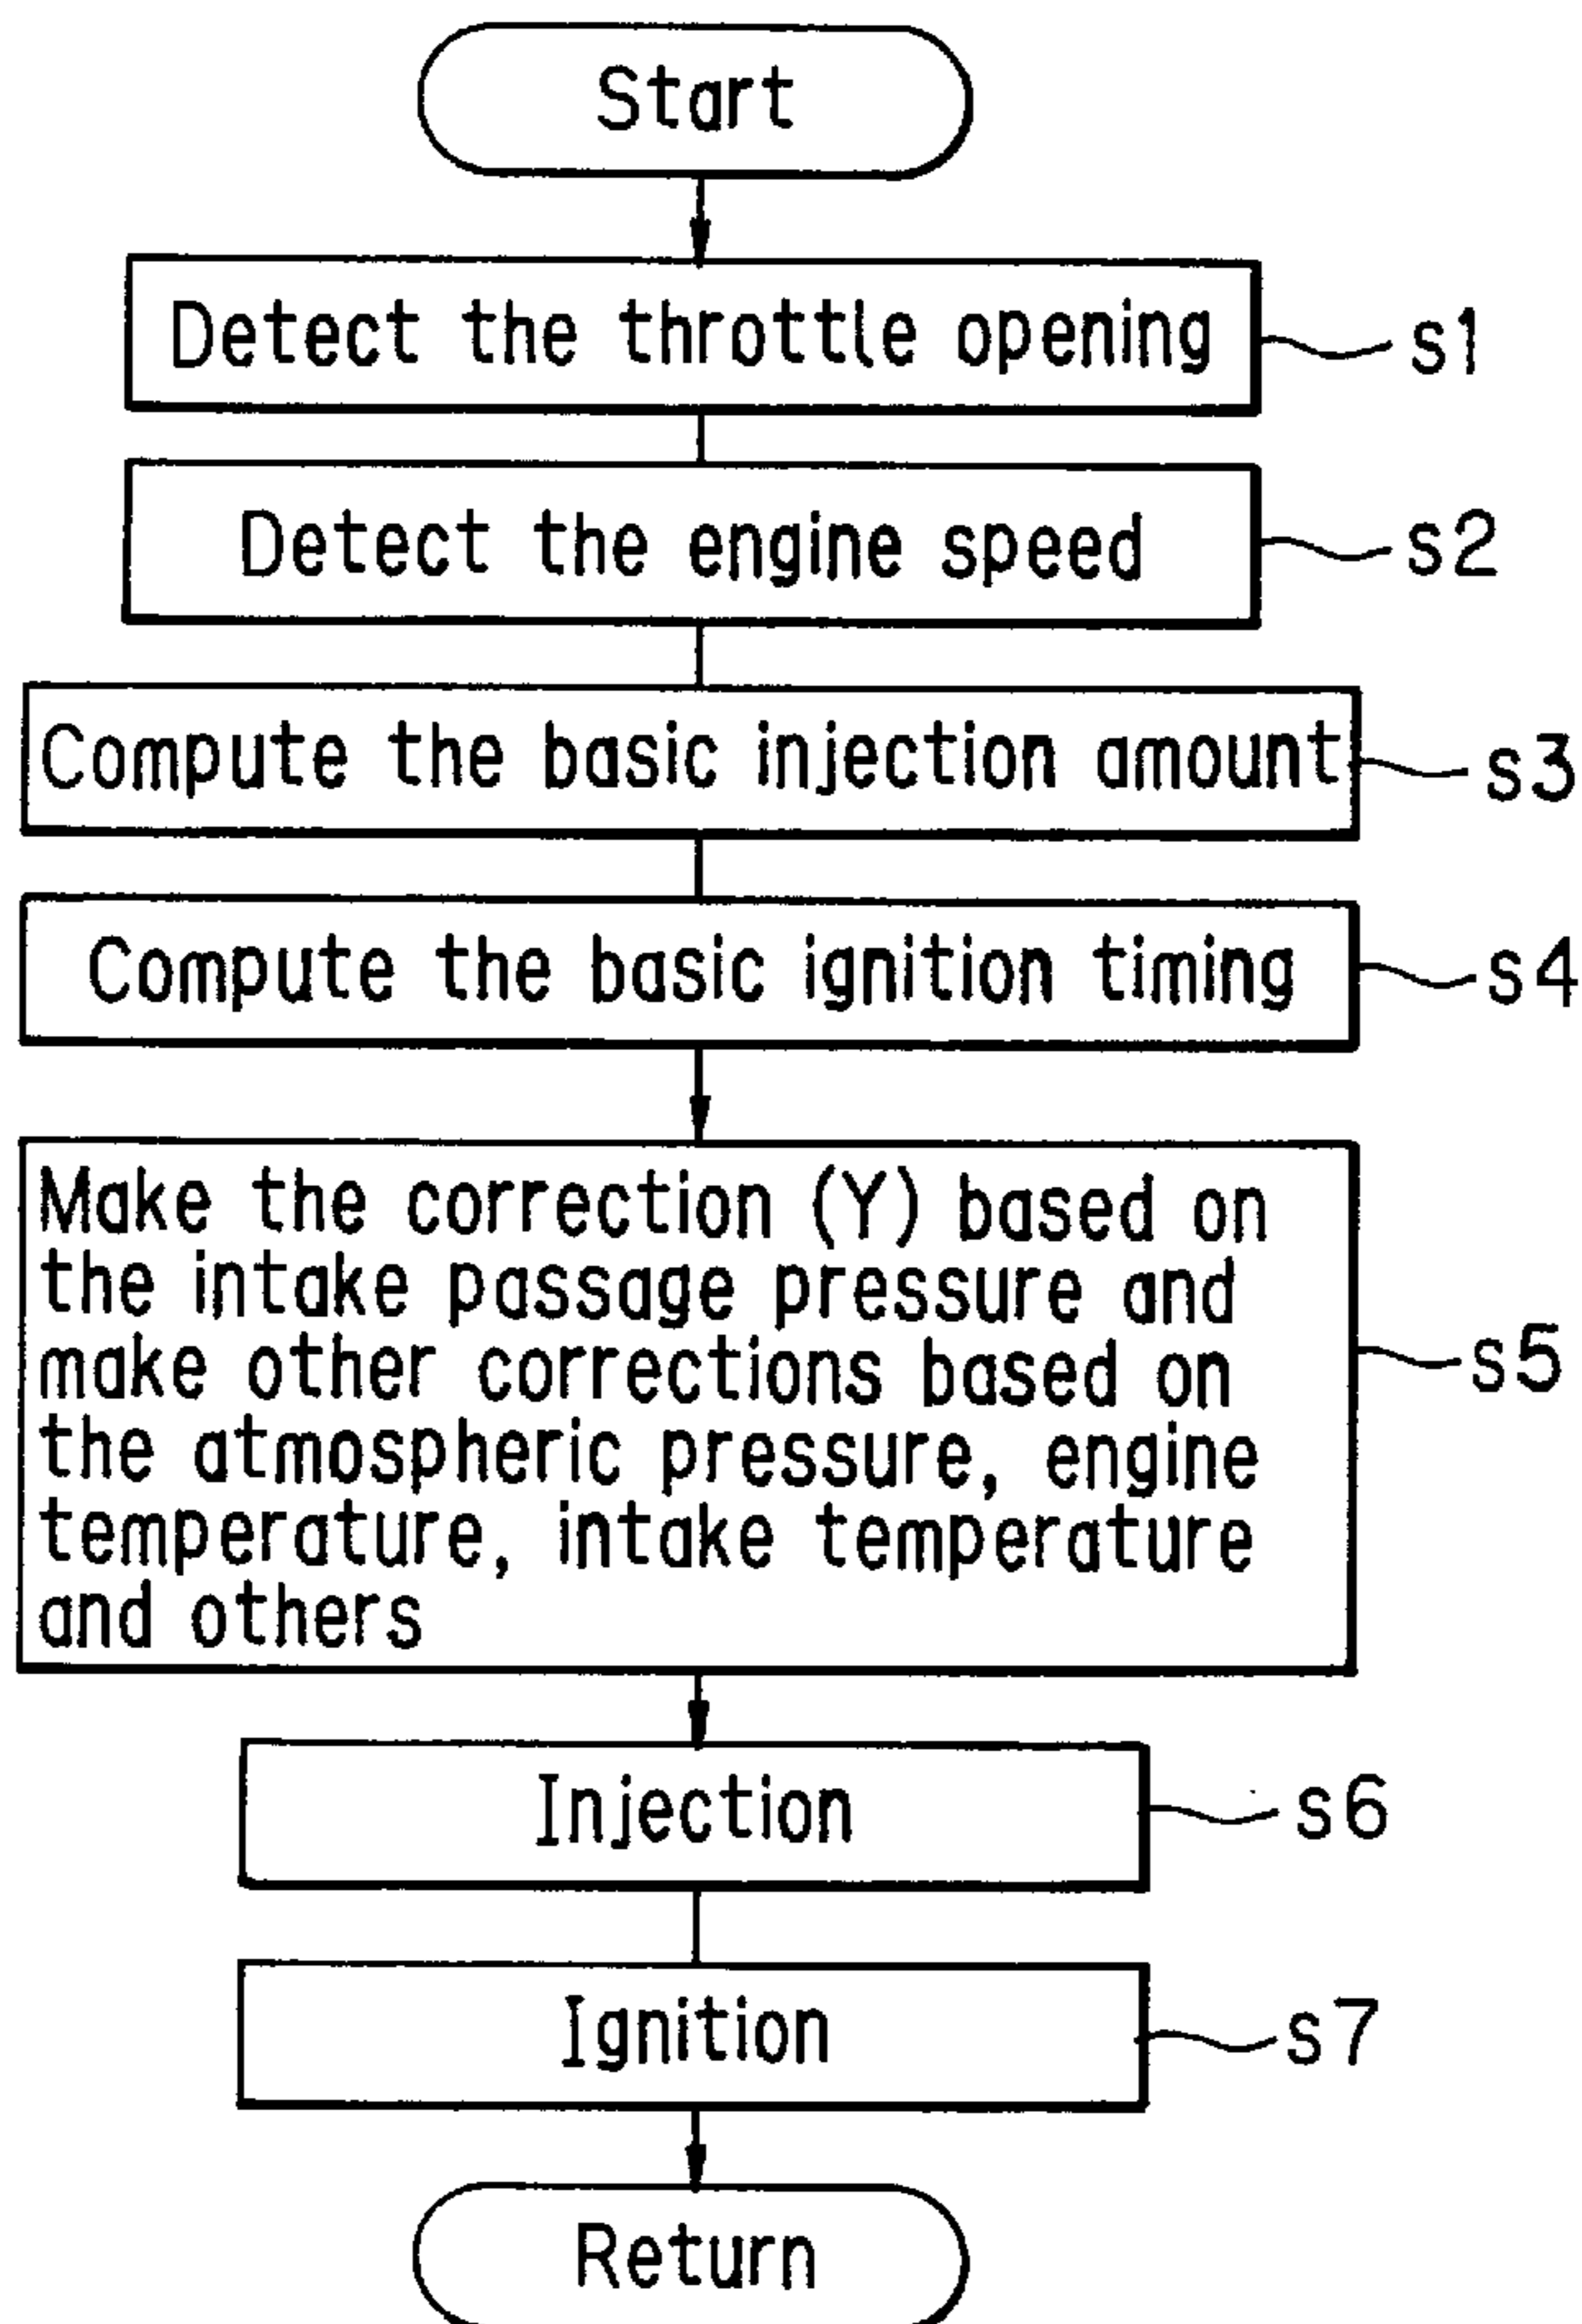 Start
Detect the throttle opening
s1
Detect the engine speed
s2
Compute the basic injection amount
s3
Compute the basic ignition timing
s4
Make the correction (Y) based on
the intake passage pressure and
make other corrections based on
the atmospheric pressure, engine
temperature, intake temperature
and others
s5
Injection
s6
Ignition
s7
Return